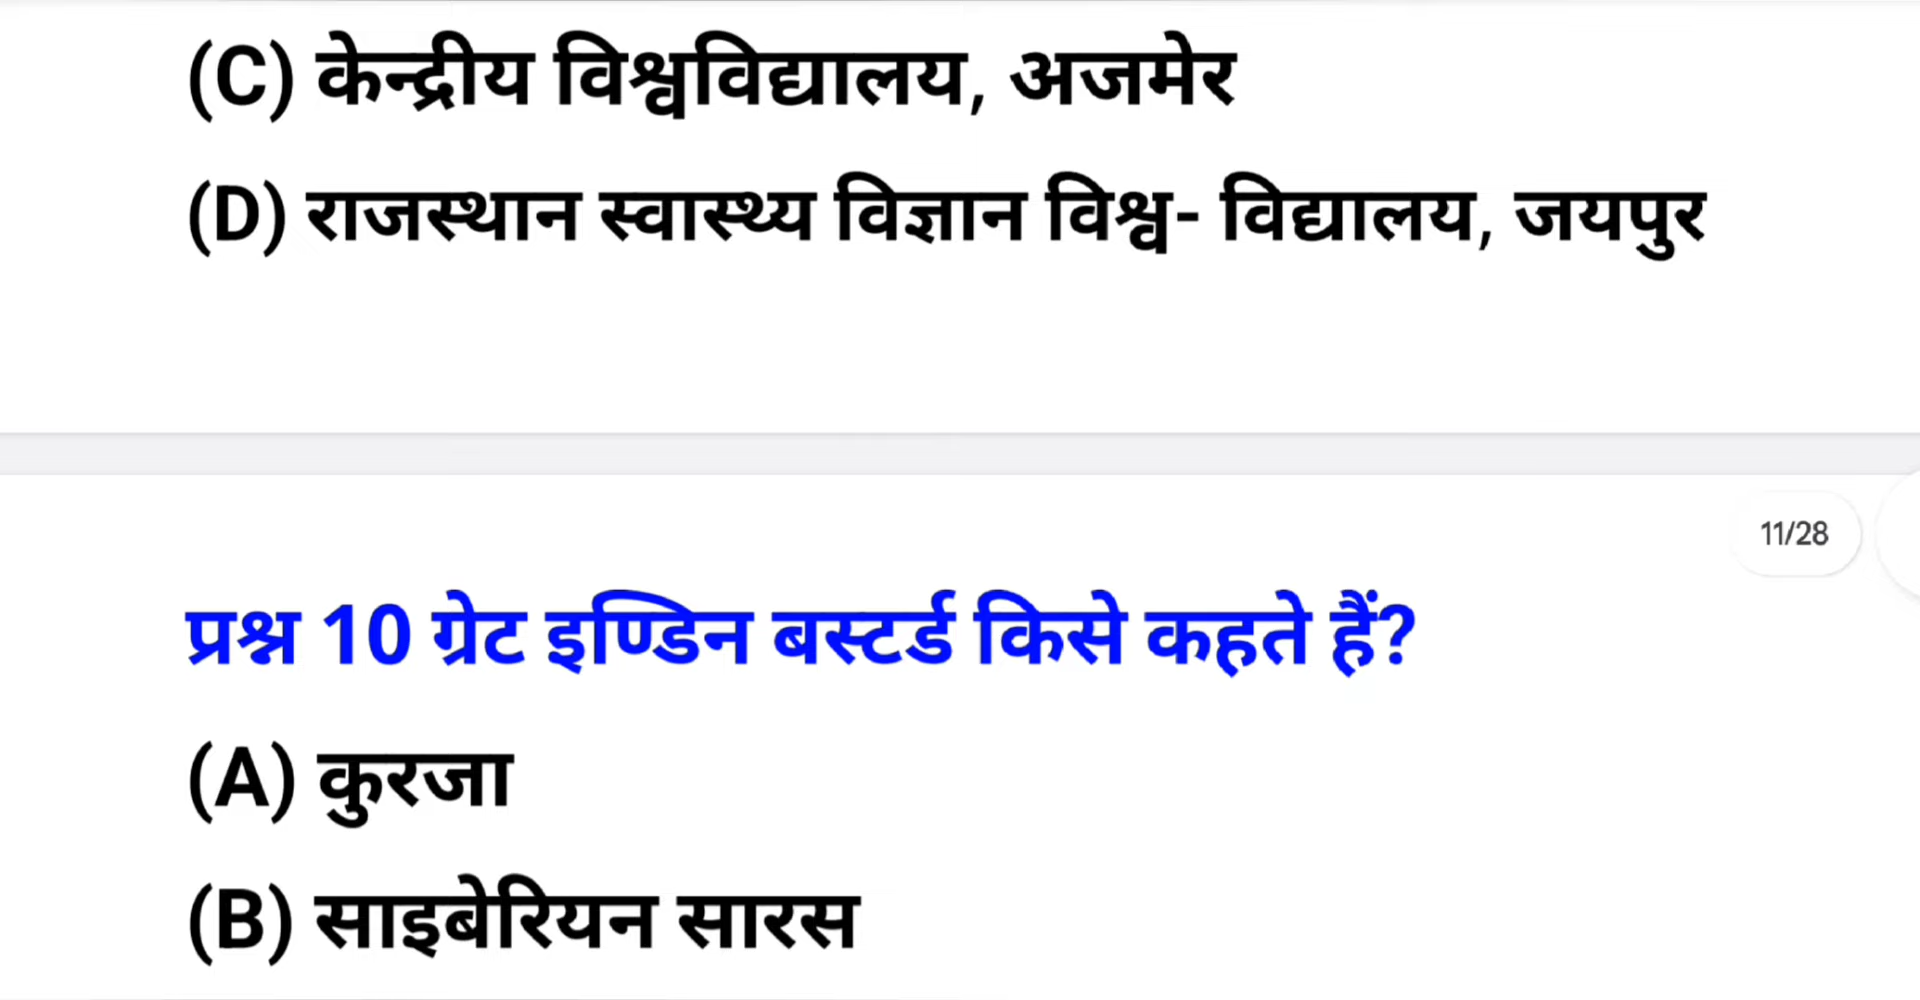 (C) केन्द्रीय विश्वविद्यालय, अजमेर
(D) राजस्थान स्वास्थ्य विज्ञान विश्व- विद्यालय, जयपुर
11/28
प्रश्न 10 ग्रेट इण्डिन बस्टर्ड किसे कहते हैं?
(A) कुरजा
(B) साइबेरियन सारस